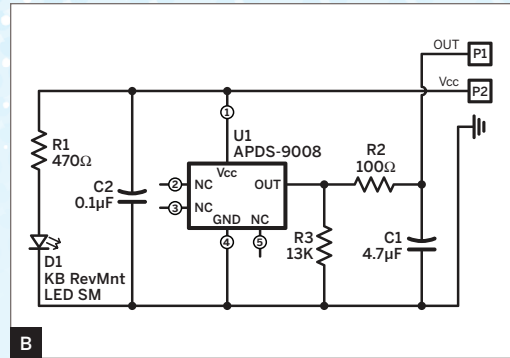 OUT
P1
Vcc
P2
1
U1
APDS-9008
R1
470Ω
R2
100Ω
Vcc
C2
0.1µF
2
NC
OUT
3
NC
GND
NC
R3
13K
C1
4.7µF
4
5
D1
KB RevMnt
LED SM
B